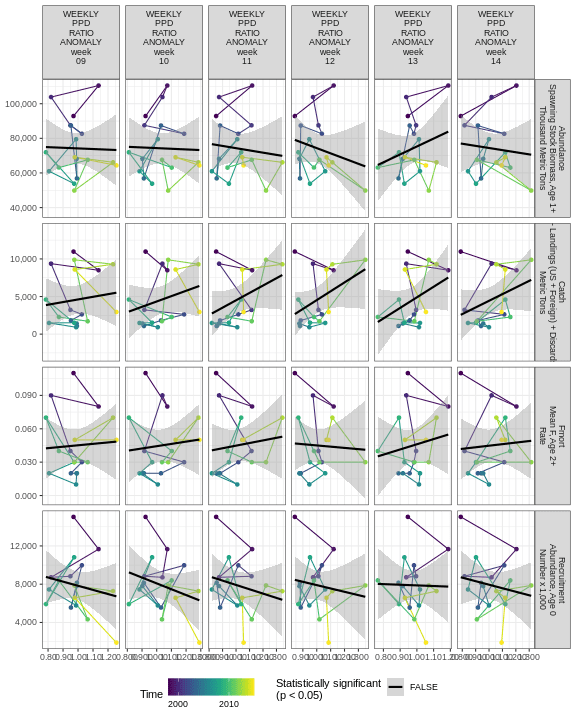 WEEKLY WEEKLY WEEKLY WEEKLY WEEKLY WEEKLY
PPD PPD PPD PPD PPD PPD
RATIO RATIO RATIO RATIO RATIO RATIO
ANOMALY ANOMALY ANOMALY ANOMALY ANOMALY ANOMALY
week week week week week week
09 10 11 12 13 14
100,000
80,000
60,000
40,000
Abundance
Spawning Stock Biomass, Age 1+
Thousand Metric Tons
10,000
5,000
0
Catch
Landings (US + Foreign) + Discard
Metric Tons
0.090
0.060
0.030
0.000
Fmort
Mean F, Age 2+
Rate
12,000
8,000
4,000
Recruitment
Abundance, Age 0
Number x 1,000
Time
2000 2010
Statistically significant
(p < 0.05)
FALSE